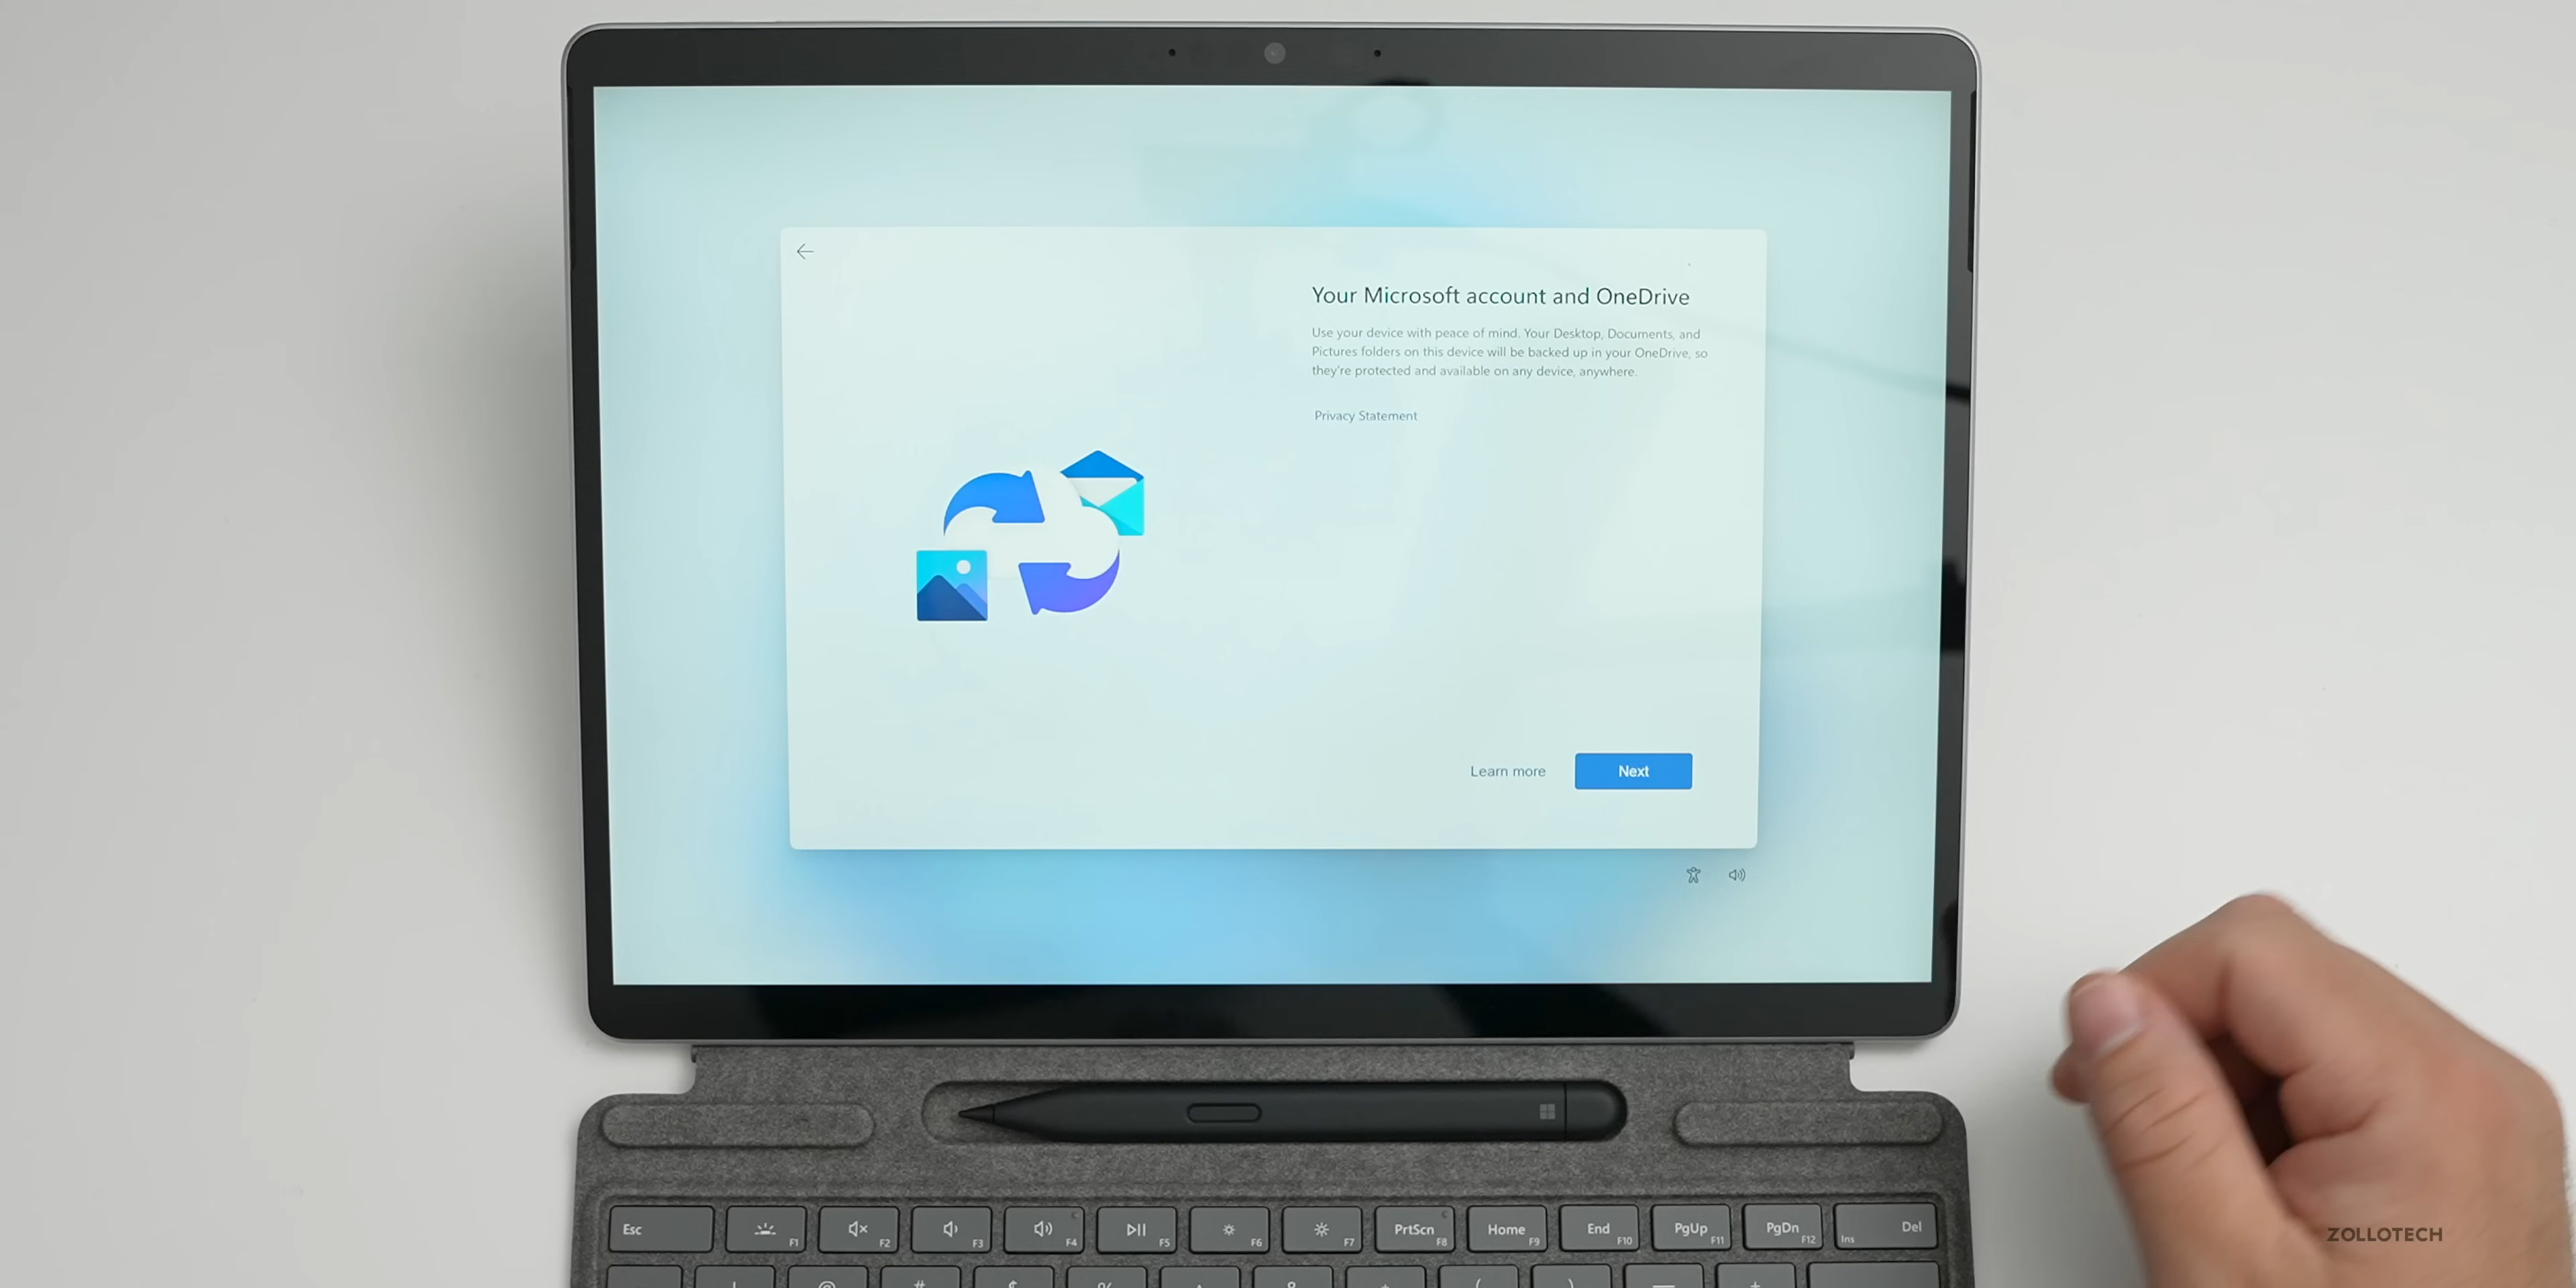 Your Microsoft account and OneDrive
Use your device with peace of mind. Your Desktop, Documents, and
Pictures folders on this device will be backed up in your OneDrive, so
they're protected and available on any device, anywhere.
Privacy Statement
Learn more Next
Esc F1 F2 F3 F4 F5 F6 F7 PrtScn F8 Home F9 End F10 PgUp F11 PgDn F12 Ins Del
ZOLLOTECH